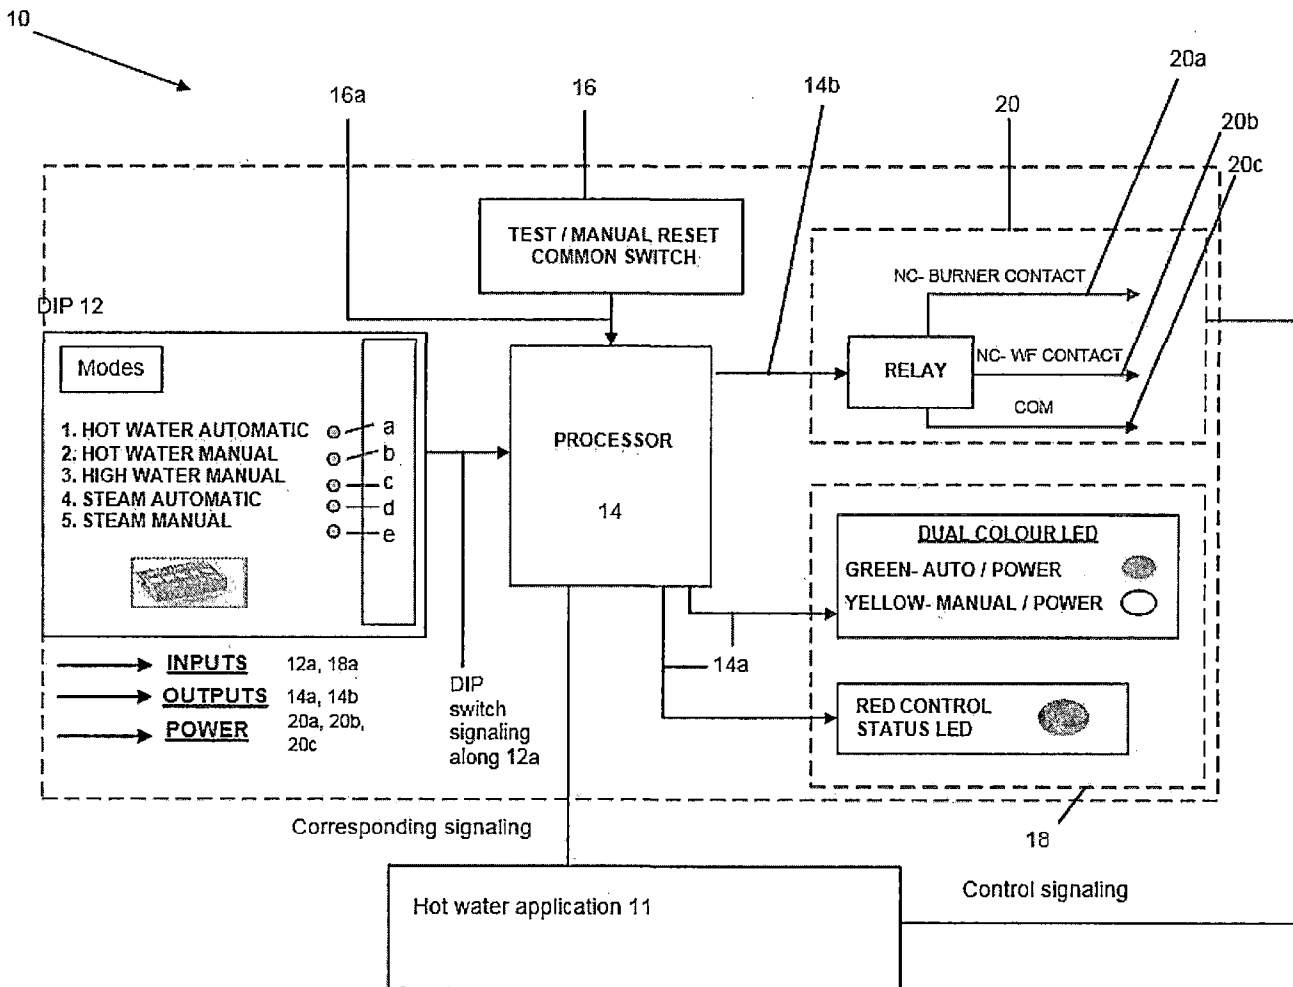 10
16a
16
14b
20
20a
20b
20c
TEST / MANUAL RESET
COMMON SWITCH
NC- BURNER CONTACT
DIP 12
Modes
RELAY
NC- WF CONTACT
COM
1. HOT WATER AUTOMATIC
2. HOT WATER MANUAL
3. HIGH WATER MANUAL
4. STEAM AUTOMATIC
5. STEAM MANUAL
a
b
c
d
e
PROCESSOR
14
DUAL COLOUR LED
GREEN- AUTO / POWER
YELLOW- MANUAL / POWER
14a
RED CONTROL
STATUS LED
INPUTS 12a, 18a
OUTPUTS 14a, 14b
POWER 20a, 20b,
20c
DIP
switch
signaling
along 12a
18
Corresponding signaling
Control signaling
Hot water application 11